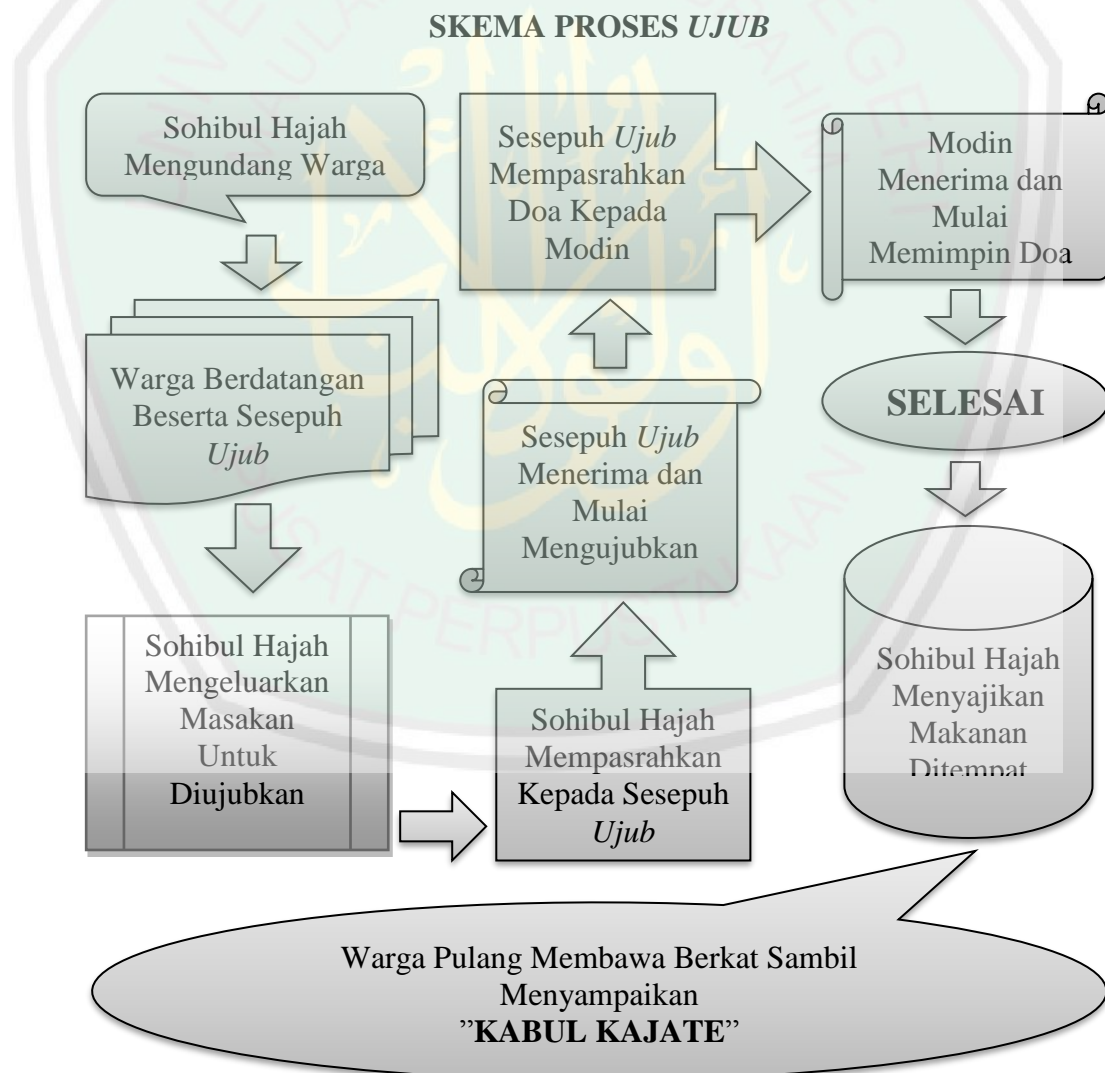 SKEMA PROSES UJUB
Sohibul Hajah
Mengundang Warga
Warga Berdatangan
Beserta Sesepuh
Ujub
Sohibul Hajah
Mengeluarkan
Masakan
Untuk
Diujubkan
Sohibul Hajah
Mempasrahkan
Kepada Sesepuh
Ujub
Sesepuh Ujub
Menerima dan
Mulai
Mengujubkan
Sesepuh Ujub
Mempasrahkan
Doa Kepada
Modin
Modin
Menerima dan
Mulai
Memimpin Doa
SELESAI
Sohibul Hajah
Menyajikan
Makanan
Ditempat
Warga Pulang Membawa Berkat Sambil
Menyampaikan
”KABUL KAJATE”
PUSAT PERPUSTAKAAN